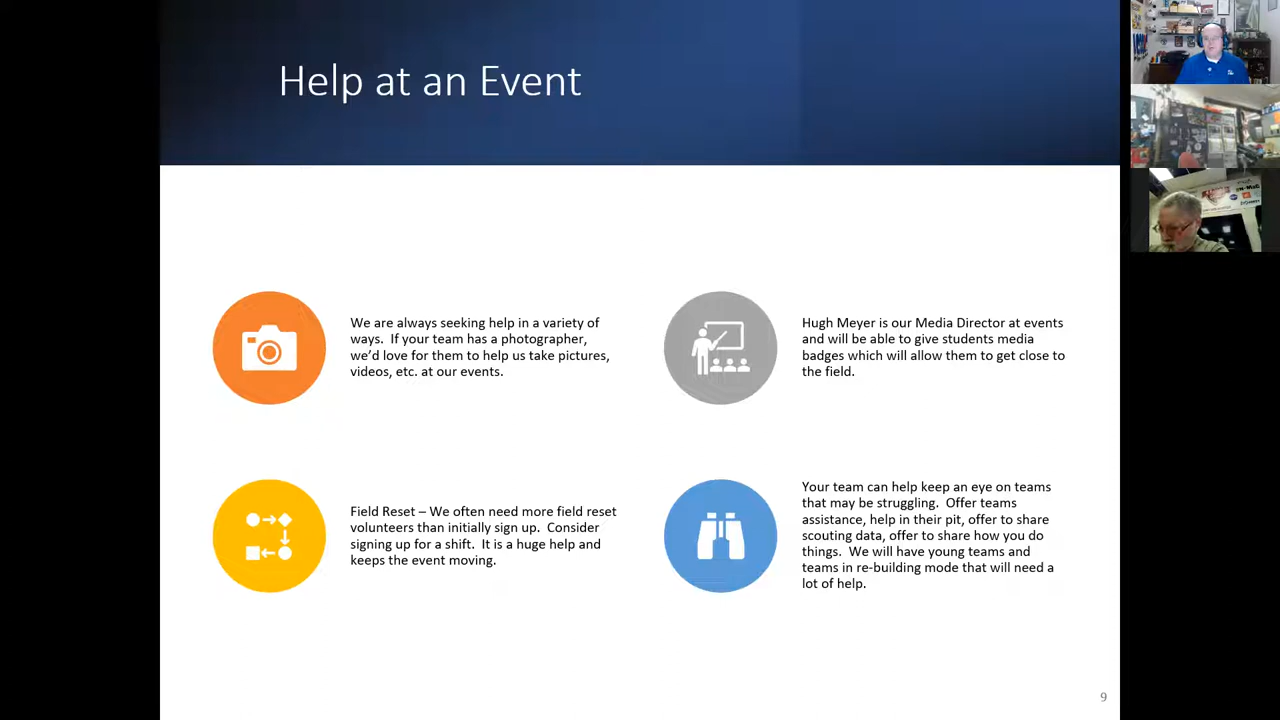 Help at an Event
We are always seeking help in a variety of
ways.  If your team has a photographer,
we'd love for them to help us take pictures,
videos, etc. at our events.
Hugh Meyer is our Media Director at events
and will be able to give students media
badges which will allow them to get close to
the field.
Field Reset – We often need more field reset
volunteers than initially sign up.  Consider
signing up for a shift.  It is a huge help and
keeps the event moving.
Your team can help keep an eye on teams
that may be struggling.  Offer teams
assistance, help in their pit, offer to share
scouting data, offer to share how you do
things.  We will have young teams and
teams in re-building mode that will need a
lot of help.
9